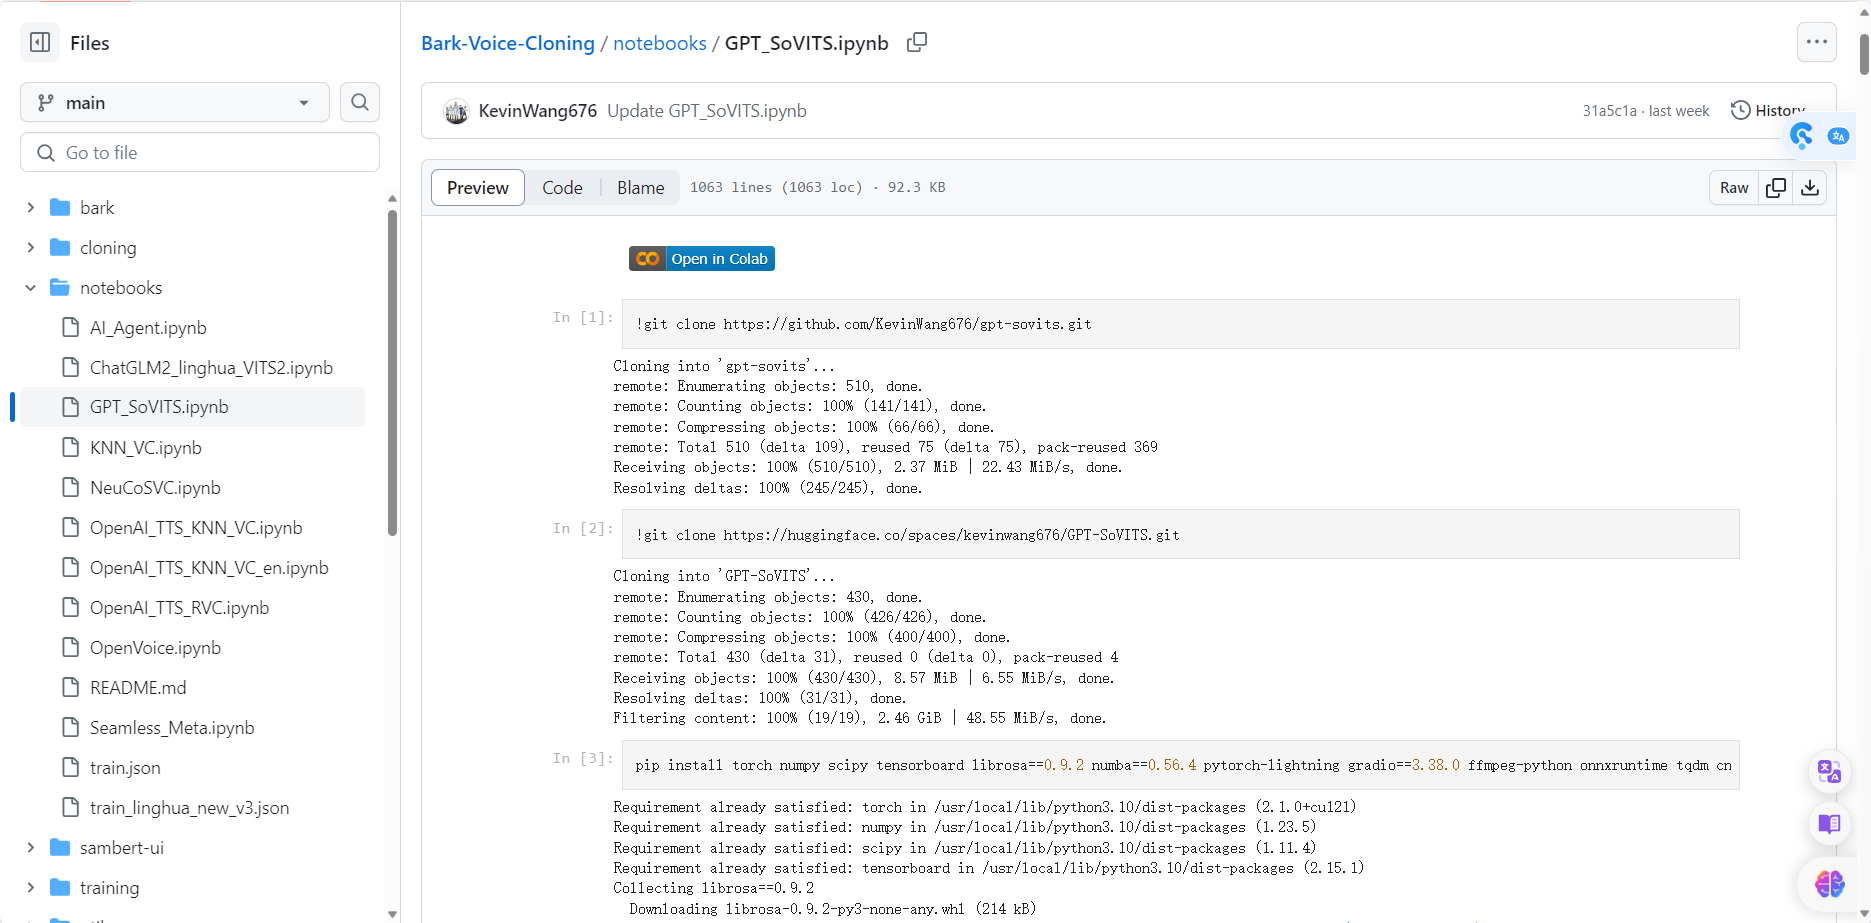 Files
main
Go to file
bark
cloning
notebooks
AI_Agent.ipynb
ChatGLM2_linghua_VITS2.ipynb
GPT_SoVITS.ipynb
KNN_VC.ipynb
NeuCoSVC.ipynb
OpenAI_TTS_KNN_VC.ipynb
OpenAI_TTS_KNN_VC_en.ipynb
OpenAI_TTS_RVC.ipynb
OpenVoice.ipynb
README.md
Seamless_Meta.ipynb
train.json
train_linghua_new_v3.json
sambert-ui
training
Bark-Voice-Cloning / notebooks / GPT_SoVITS.ipynb
KevinWang676 Update GPT_SoVITS.ipynb 31a5c1a · last week History
Preview Code Blame 1063 lines (1063 loc) · 92.3 KB Raw
Open in Colab
In [1]: !git clone https://github.com/KevinWang676/gpt-sovits.git
Cloning into 'gpt-sovits'...
remote: Enumerating objects: 510, done.
remote: Counting objects: 100% (141/141), done.
remote: Compressing objects: 100% (66/66), done.
remote: Total 510 (delta 109), reused 75 (delta 75), pack-reused 369
Receiving objects: 100% (510/510), 2.37 MiB | 22.43 MiB/s, done.
Resolving deltas: 100% (245/245), done.
In [2]: !git clone https://huggingface.co/spaces/kevinwang676/GPT-SoVITS.git
Cloning into 'GPT-SoVITS'...
remote: Enumerating objects: 430, done.
remote: Counting objects: 100% (426/426), done.
remote: Compressing objects: 100% (400/400), done.
remote: Total 430 (delta 31), reused 0 (delta 0), pack-reused 4
Receiving objects: 100% (430/430), 8.57 MiB | 6.55 MiB/s, done.
Resolving deltas: 100% (31/31), done.
Filtering content: 100% (19/19), 2.46 GiB | 48.55 MiB/s, done.
In [3]: pip install torch numpy scipy tensorboard librosa==0.9.2 numba==0.56.4 pytorch-lightning gradio==3.38.0 ffmpeg-python onnxruntime tqdm cn
Requirement already satisfied: torch in /usr/local/lib/python3.10/dist-packages (2.1.0+cu121)
Requirement already satisfied: numpy in /usr/local/lib/python3.10/dist-packages (1.23.5)
Requirement already satisfied: scipy in /usr/local/lib/python3.10/dist-packages (1.11.4)
Requirement already satisfied: tensorboard in /usr/local/lib/python3.10/dist-packages (2.15.1)
Collecting librosa==0.9.2
Downloading librosa-0.9.2-py3-none-any.whl (214 kB)